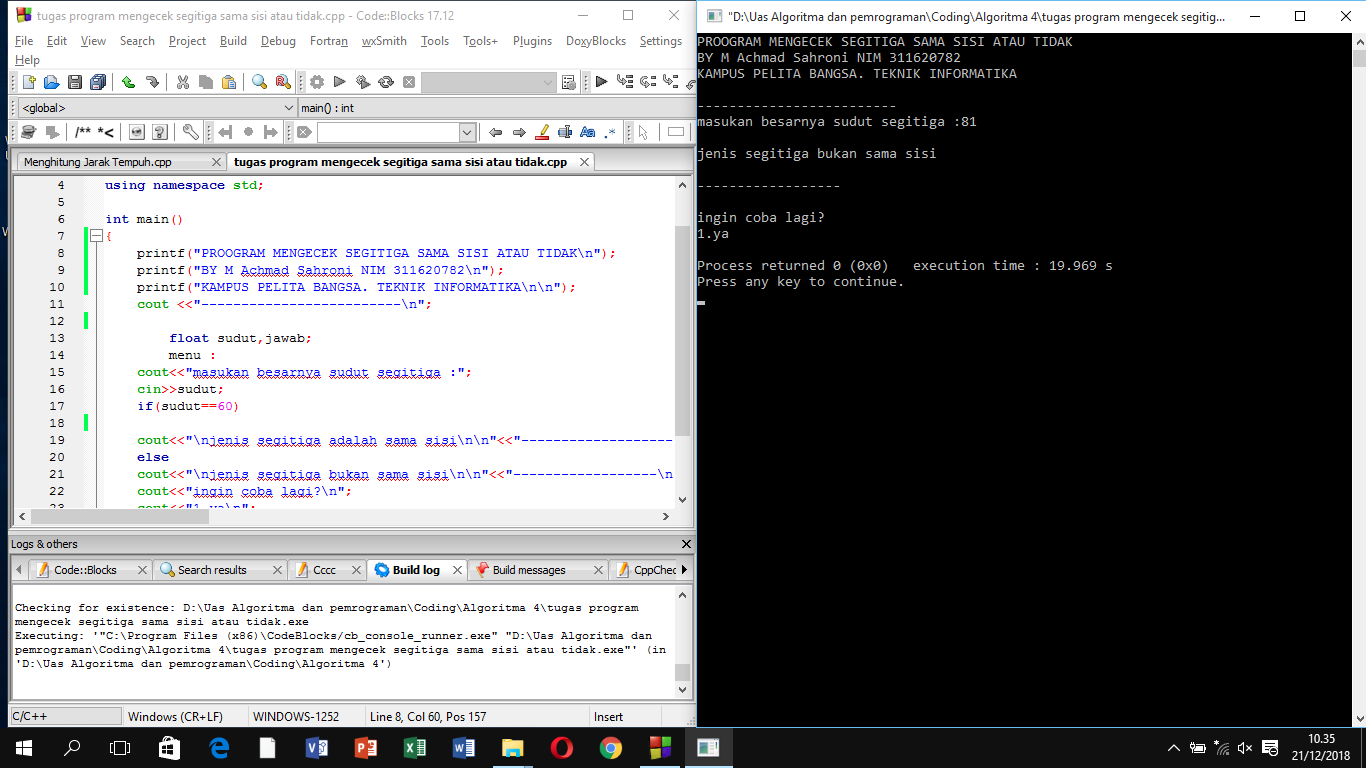 tugas program mengecek segitiga sama sisi atau tidak.cpp - Code::Blocks 17.12
File Edit View Search Project Build Debug Fortran wxSmith Tools Tools+ Plugins DoxyBlocks Settings
Help
<global> main() : int
/** *<
Aa .*
Menghitung Jarak Tempuh.cpp tugas program mengecek segitiga sama sisi atau tidak.cpp
4 using namespace std;
5
6 int main()
7 {
8 printf("PROOGRAM MENGECEK SEGITIGA SAMA SISI ATAU TIDAK\n");
9 printf("BY M Achmad Sahroni NIM 311620782\n");
10 printf("KAMPUS PELITA BANGSA. TEKNIK INFORMATIKA\n\n");
11 cout <<"-------------------------\n";
12
13 float sudut,jawab;
14 menu :
15 cout<<"masukan besarnya sudut segitiga :";
16 cin>>sudut;
17 if(sudut==60)
18
19 cout<<"\njenis segitiga adalah sama sisi\n\n"<<"-------------------
20 else
21 cout<<"\njenis segitiga bukan sama sisi\n\n"<<"------------------\n
22 cout<<"ingin coba lagi?\n";
23 cout<<"1.ya\n";
Logs & others
Code::Blocks Search results Cccc Build log Build messages CppChec
Checking for existence: D:\Uas Algoritma dan pemrograman\Coding\Algoritma 4\tugas program
mengecek segitiga sama sisi atau tidak.exe
Executing: '"C:\Program Files (x86)\CodeBlocks/cb_console_runner.exe" "D:\Uas Algoritma dan
pemrograman\Coding\Algoritma 4\tugas program mengecek segitiga sama sisi atau tidak.exe"' (in
'D:\Uas Algoritma dan pemrograman\Coding\Algoritma 4')
C/C++ Windows (CR+LF) WINDOWS-1252 Line 8, Col 60, Pos 157 Insert
"D:\Uas Algoritma dan pemrograman\Coding\Algoritma 4\tugas program mengecek segitig...
PROOGRAM MENGECEK SEGITIGA SAMA SISI ATAU TIDAK
BY M Achmad Sahroni NIM 311620782
KAMPUS PELITA BANGSA. TEKNIK INFORMATIKA
-------------------------
masukan besarnya sudut segitiga :81
jenis segitiga bukan sama sisi
------------------
ingin coba lagi?
1.ya
Process returned 0 (0x0)   execution time : 19.969 s
Press any key to continue.
10.35
21/12/2018